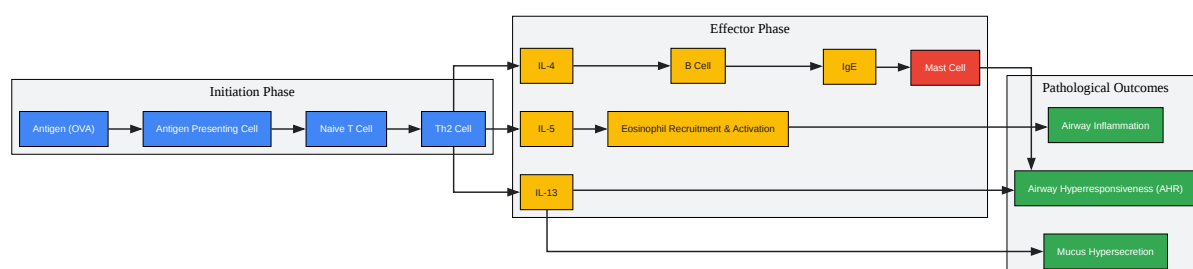 Initiation Phase
Antigen (OVA)
Antigen Presenting Cell
Naive T Cell
Th2 Cell
Effector Phase
IL-4
B Cell
IgE
Mast Cell
IL-5
Eosinophil Recruitment & Activation
IL-13
Pathological Outcomes
Airway Inflammation
Airway Hyperresponsiveness (AHR)
Mucus Hypersecretion